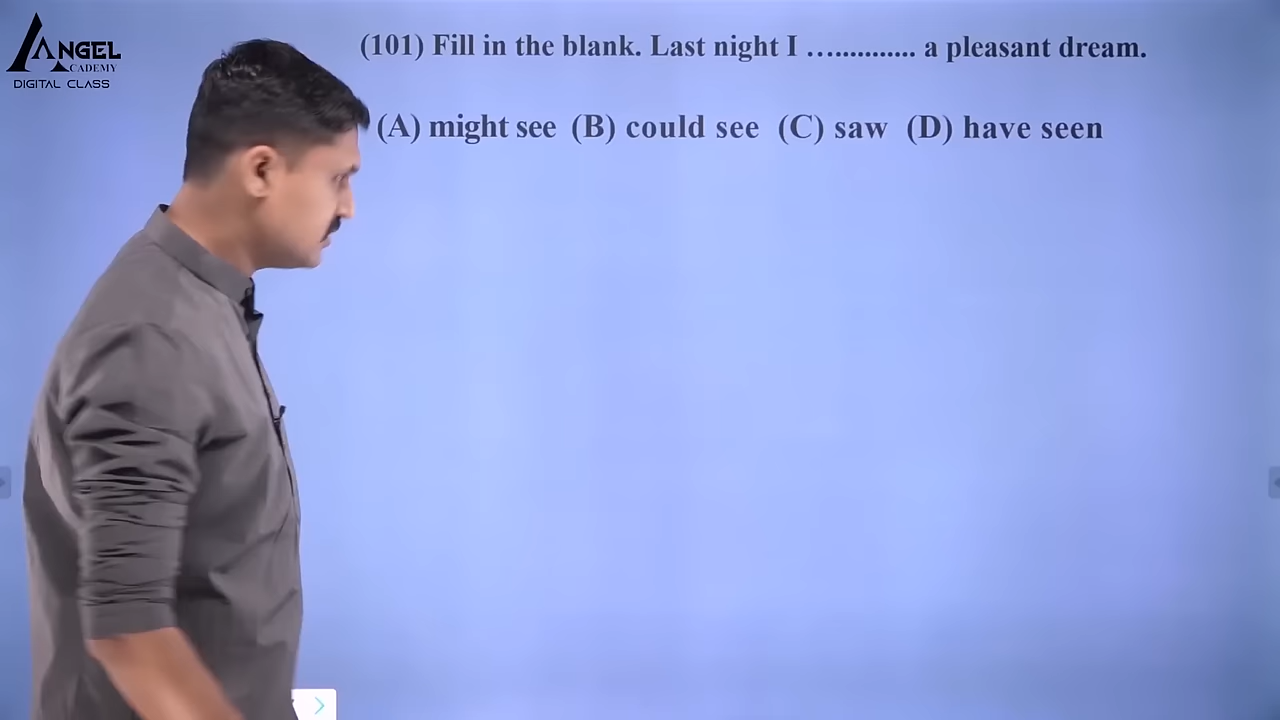 ANGEL
ACADEMY
DIGITAL CLASS
(101) Fill in the blank. Last night I …........... a pleasant dream.
(A) might see (B) could see (C) saw (D) have seen